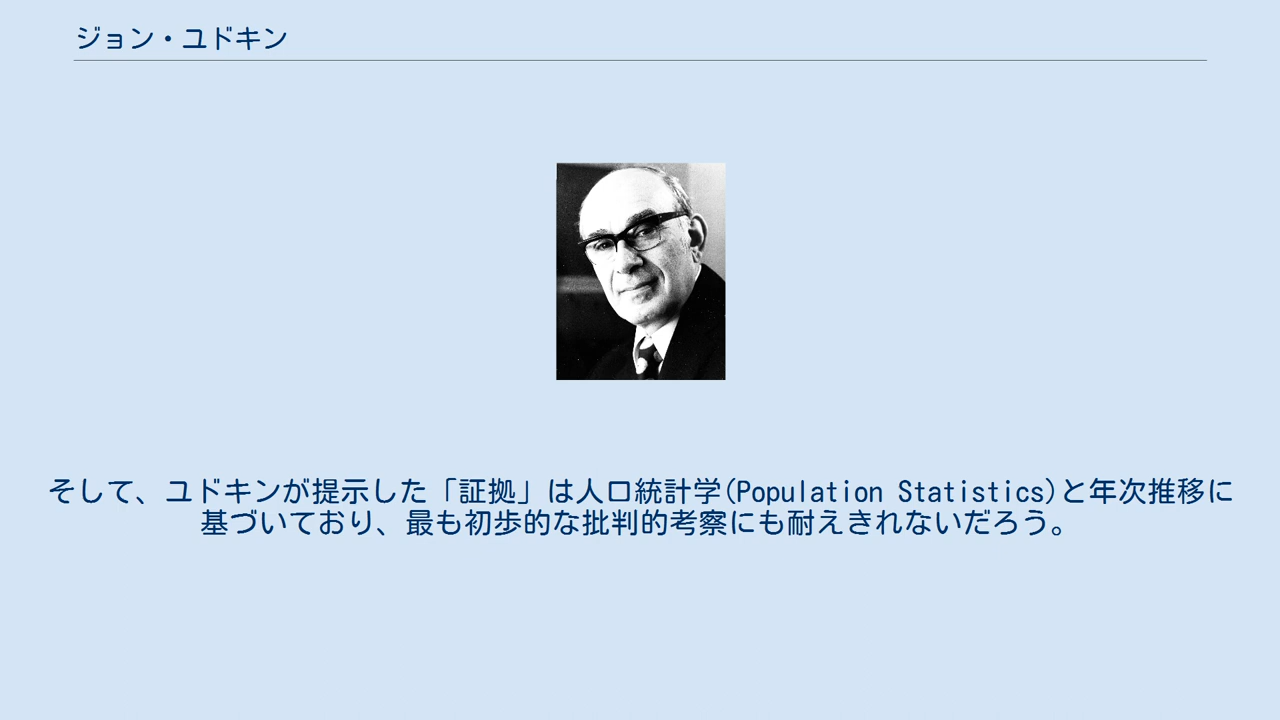 ジョン・ユドキン
そして、ユドキンが提示した「証拠」は人口統計学(Population Statistics)と年次推移に
基づいており、最も初歩的な批判的考察にも耐えきれないだろう。